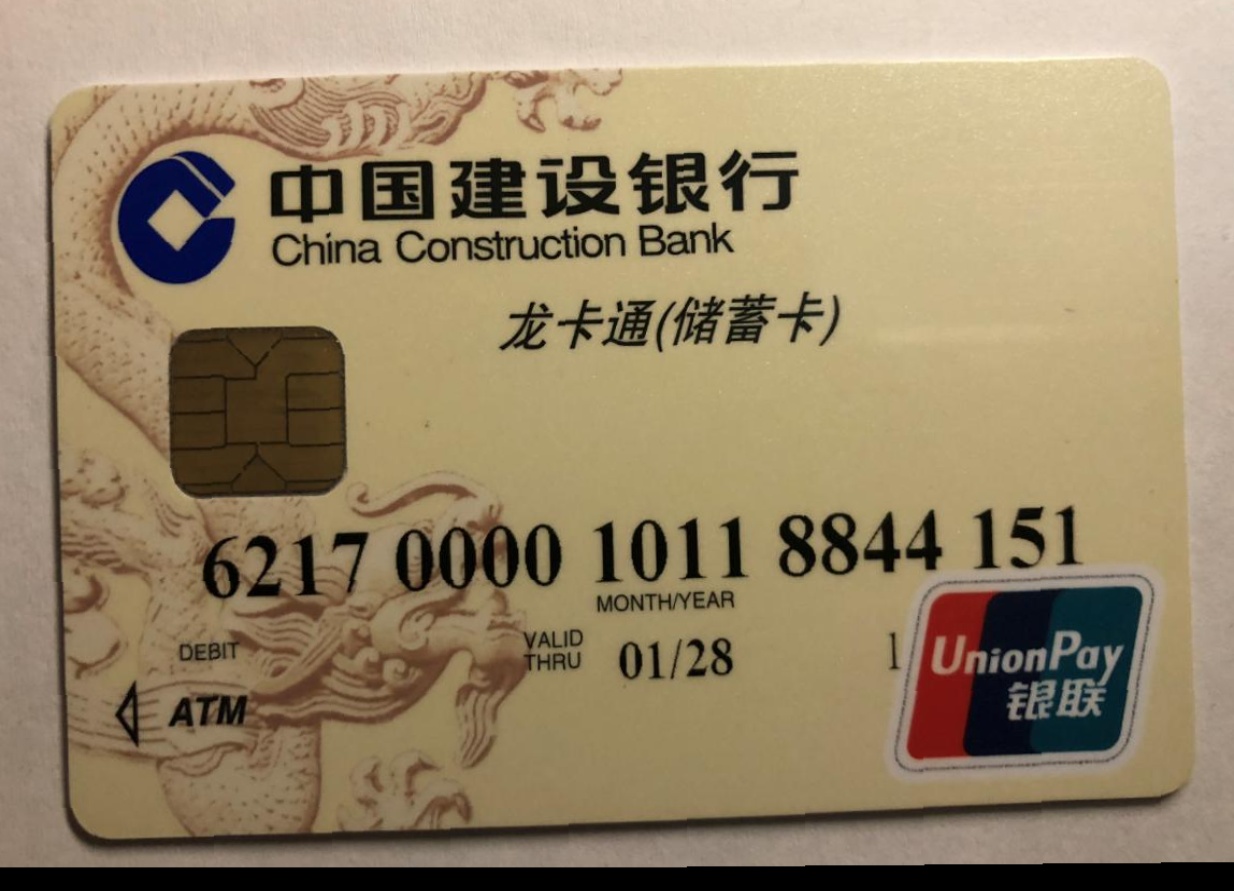 中国建设银行
China Construction Bank
龙卡通(储蓄卡)
6217 0000 1011 8844 151
MONTH/YEAR
DEBIT
VALID THRU 01/28
1
ATM
UnionPay
银联